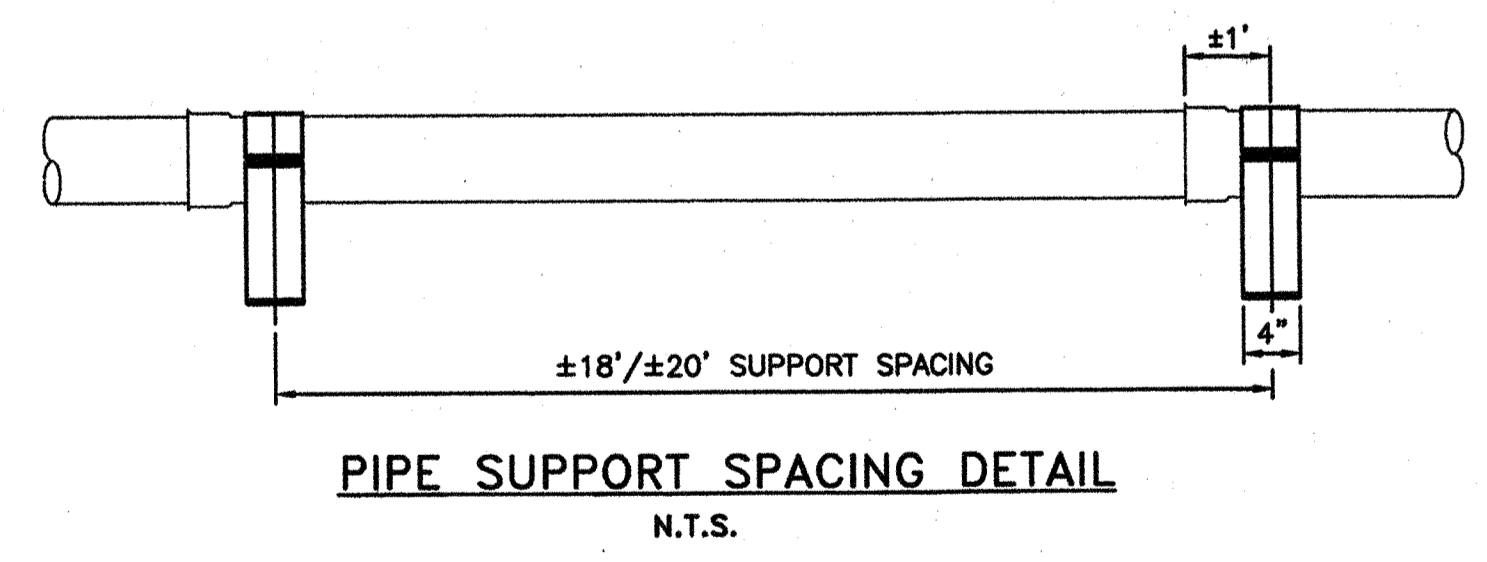 ±1'
4"
±18'/±20' SUPPORT SPACING
PIPE SUPPORT SPACING DETAIL
N.T.S.